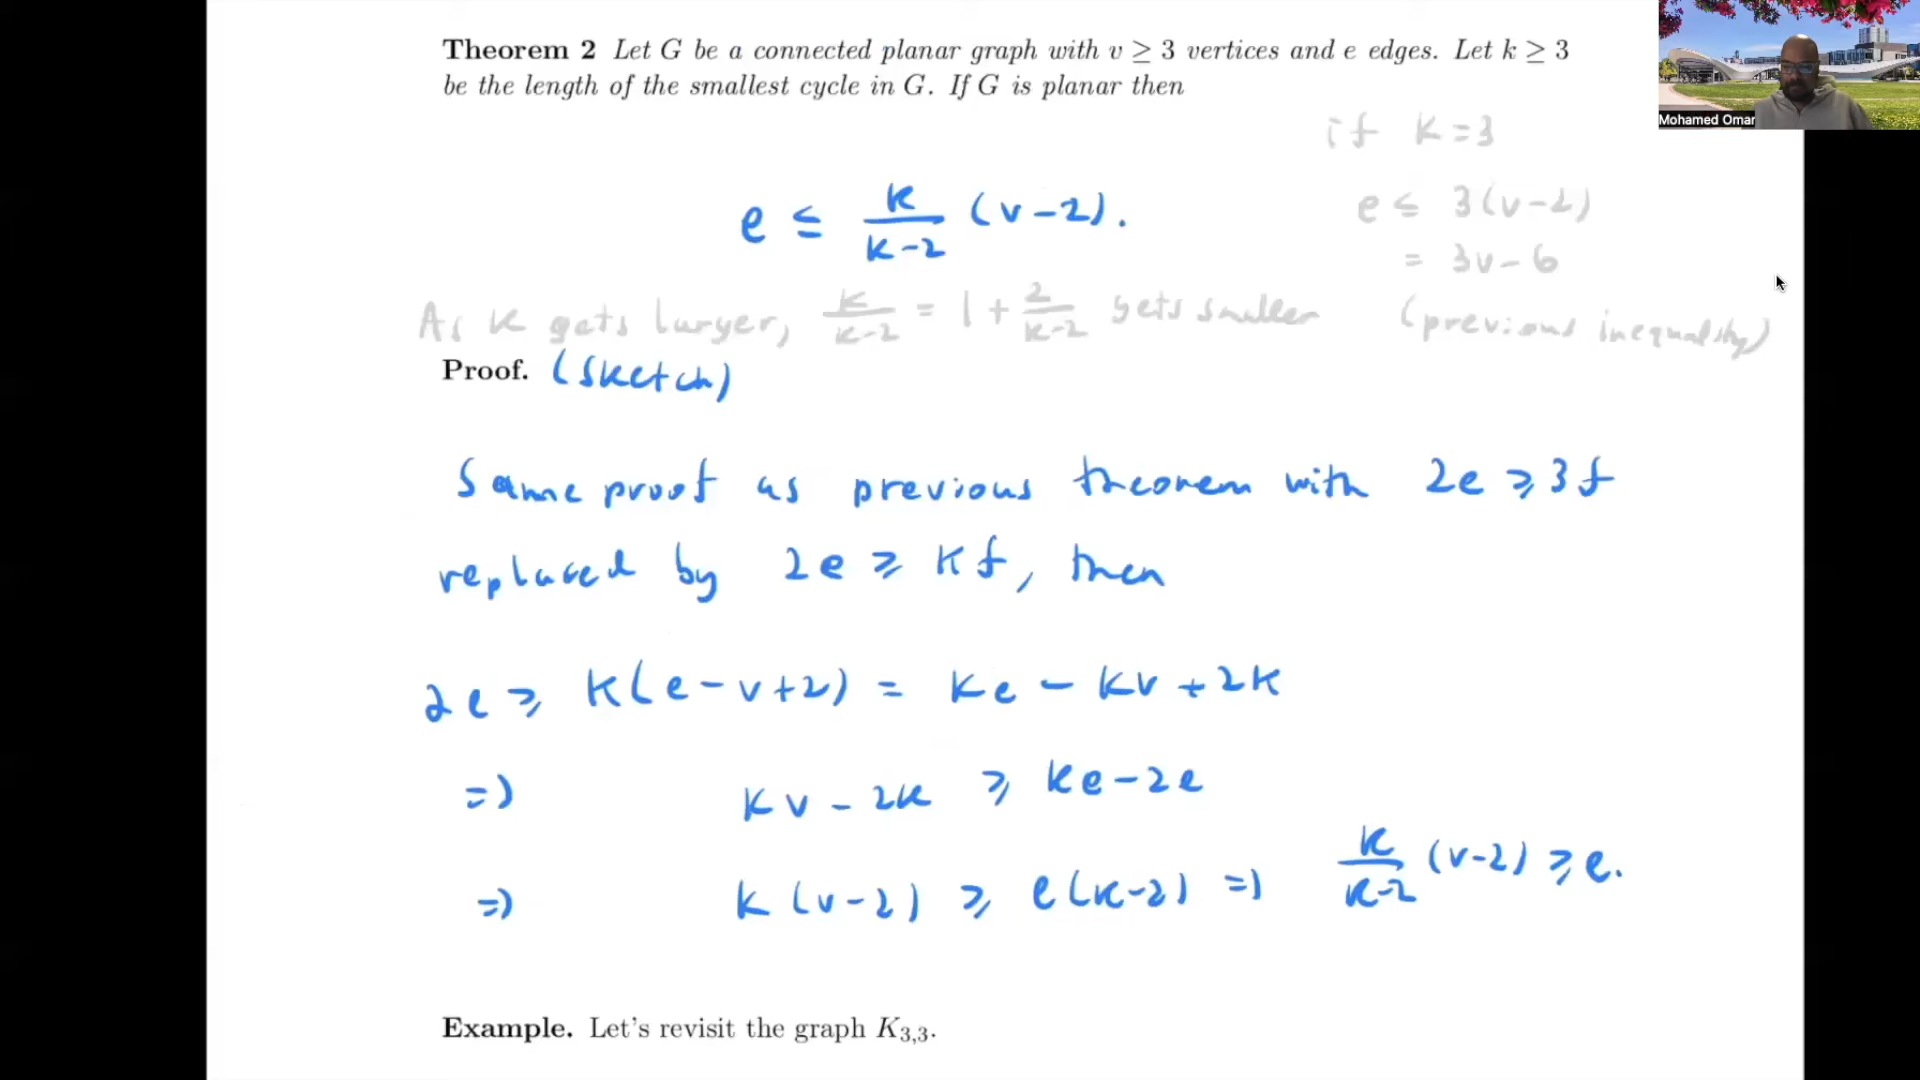 Theorem 2 Let G be a connected planar graph with v ≥ 3 vertices and e edges. Let k ≥ 3
be the length of the smallest cycle in G. If G is planar then
Mohamed Omar
if k = 3
e ≤ k/(k-2) (v-2).
e ≤ 3(v-2)
= 3v - 6
(previous inequality)
As k gets larger, k/(k-2) = 1 + 2/(k-2) gets smaller
Proof. (sketch)
Same proof as previous theorem with 2e ≥ 3f
replaced by 2e ≥ kf, then
2e ≥ k(e-v+2) = ke - kv + 2k
=> kv - 2k ≥ ke - 2e
=> k(v-2) ≥ e(k-2) => k/(k-2) (v-2) ≥ e.
Example. Let's revisit the graph K₃,₃.